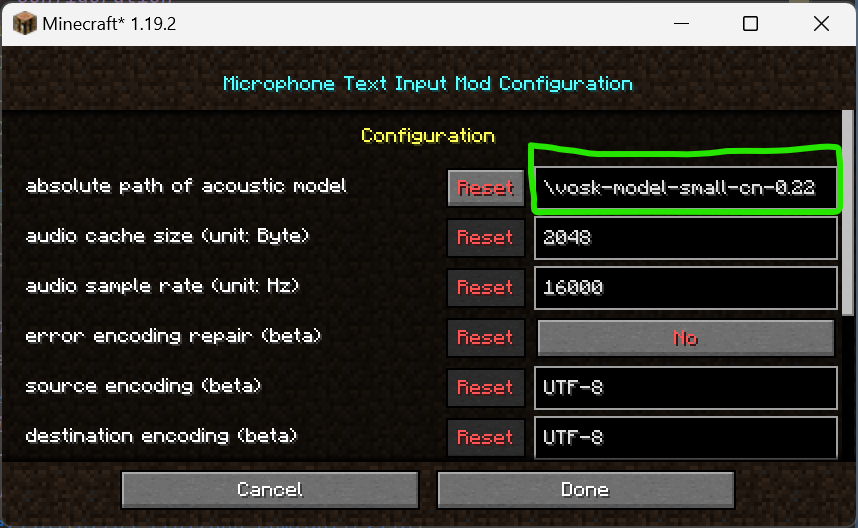 Minecraft* 1.19.2
Microphone Text Input Mod Configuration
Configuration
absolute path of acoustic model Reset \vosk-model-small-cn-0.22
audio cache size (unit: Byte) Reset 2048
audio sample rate (unit: Hz) Reset 16000
error encoding repair (beta) Reset No
source encoding (beta) Reset UTF-8
destination encoding (beta) Reset UTF-8
Cancel Done